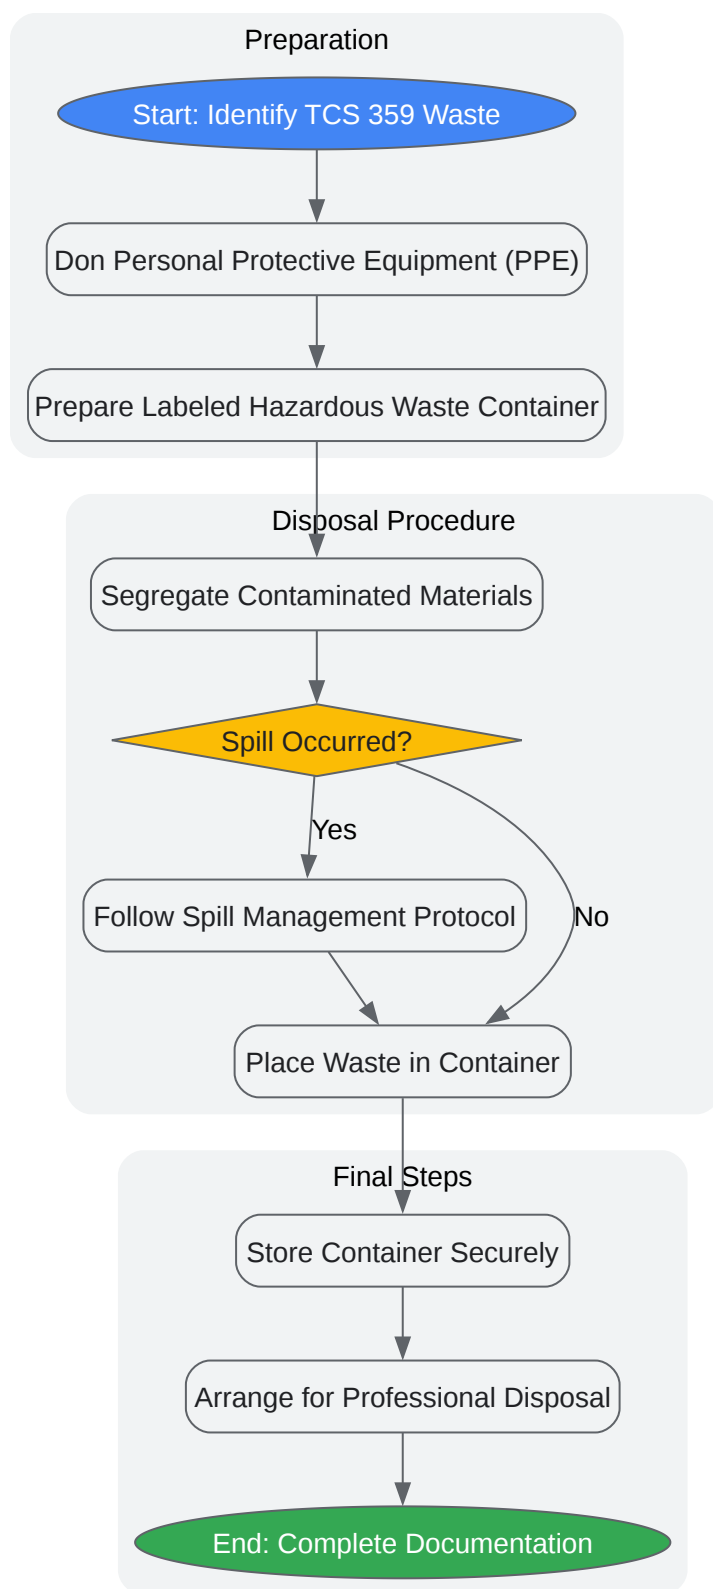 Preparation
Start: Identify TCS 359 Waste
Don Personal Protective Equipment (PPE)
Prepare Labeled Hazardous Waste Container
Disposal Procedure
Segregate Contaminated Materials
Spill Occurred?
Yes
Follow Spill Management Protocol
No
Place Waste in Container
Final Steps
Store Container Securely
Arrange for Professional Disposal
End: Complete Documentation